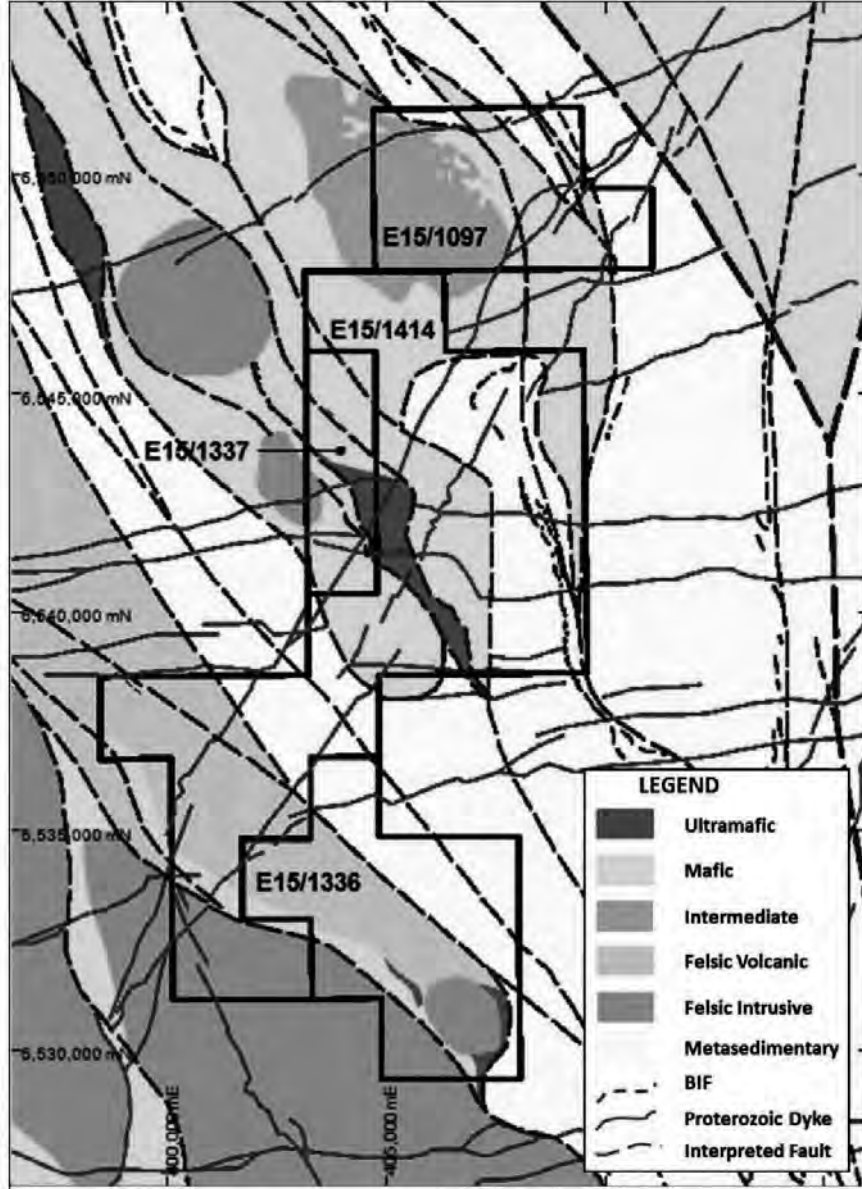 6,550,000 mN
E15/1097
E15/1414
6,545,000 mN
E15/1337
6,540,000 mN
6,535,000 mN
E15/1336
6,530,000 mN
400,000 mE
405,000 mE
LEGEND
Ultramafic
Mafic
Intermediate
Felsic Volcanic
Felsic Intrusive
Metasedimentary
BIF
Proterozoic Dyke
Interpreted Fault